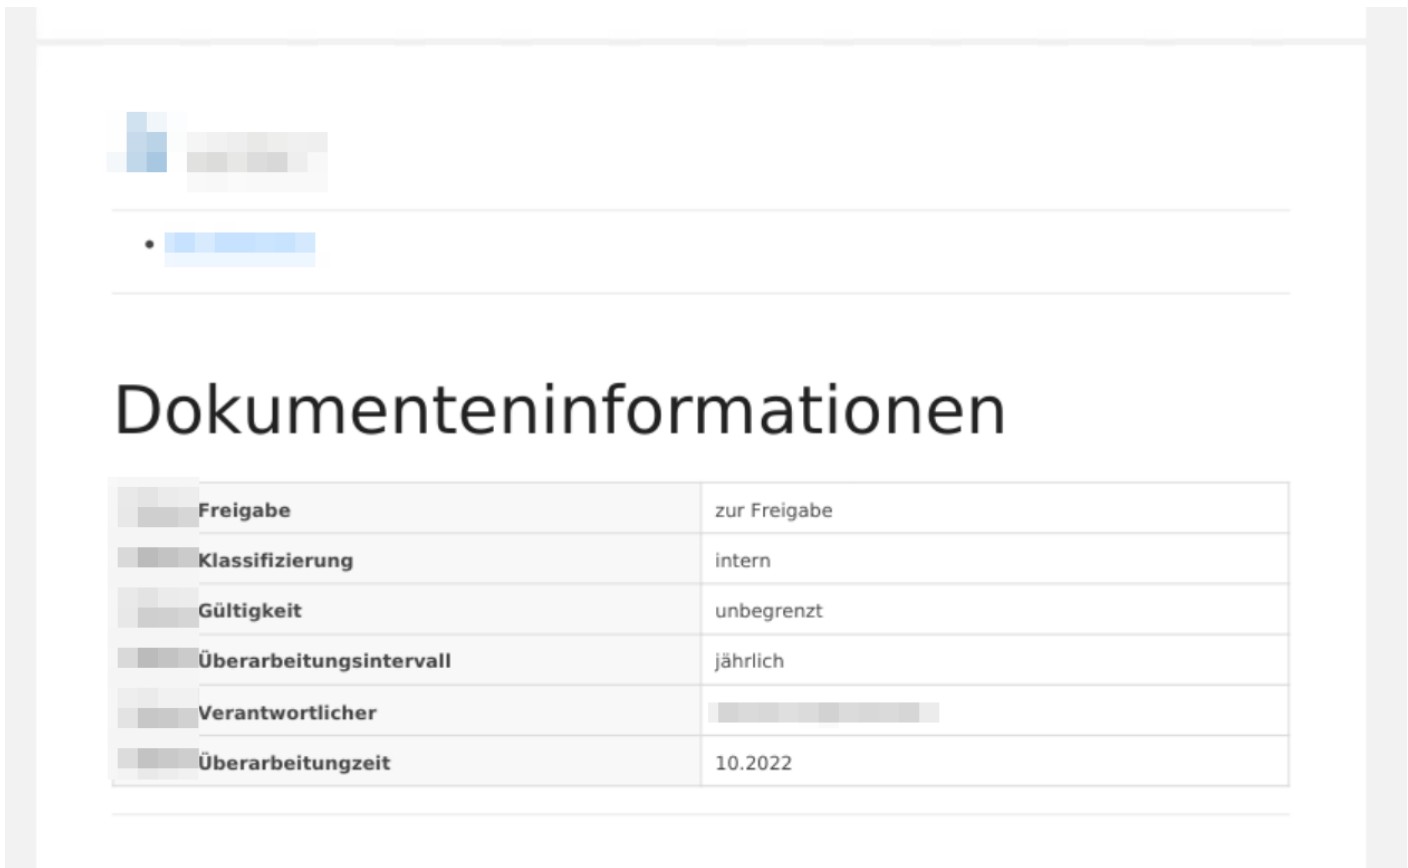 Dokumenteninformationen
Freigabe zur Freigabe
Klassifizierung intern
Gültigkeit unbegrenzt
Überarbeitungsintervall jährlich
Verantwortlicher
Überarbeitungzeit 10.2022